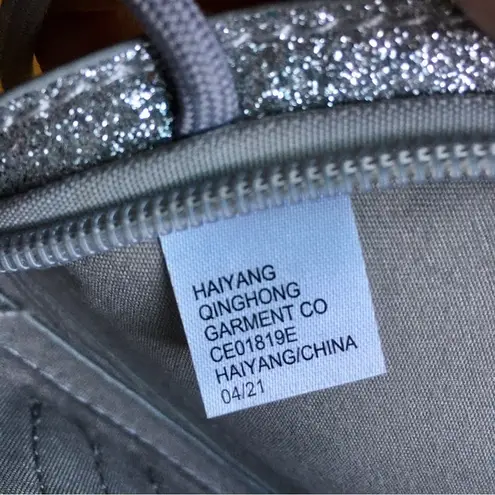 HAIYANG
QINGHONG
GARMENT CO
CE01819E
HAIYANG/CHINA
04/21